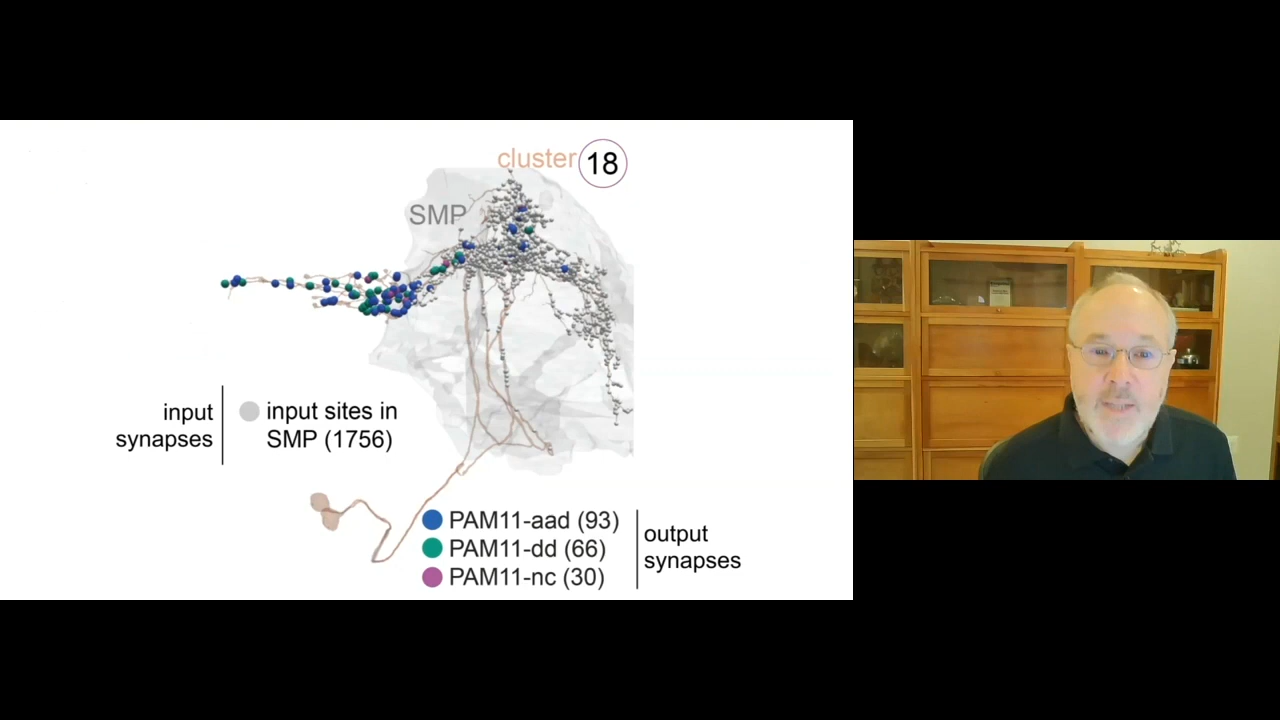 cluster 18
SMP
input
synapses
input sites in
SMP (1756)
PAM11-aad (93)
PAM11-dd (66)
PAM11-nc (30)
output
synapses